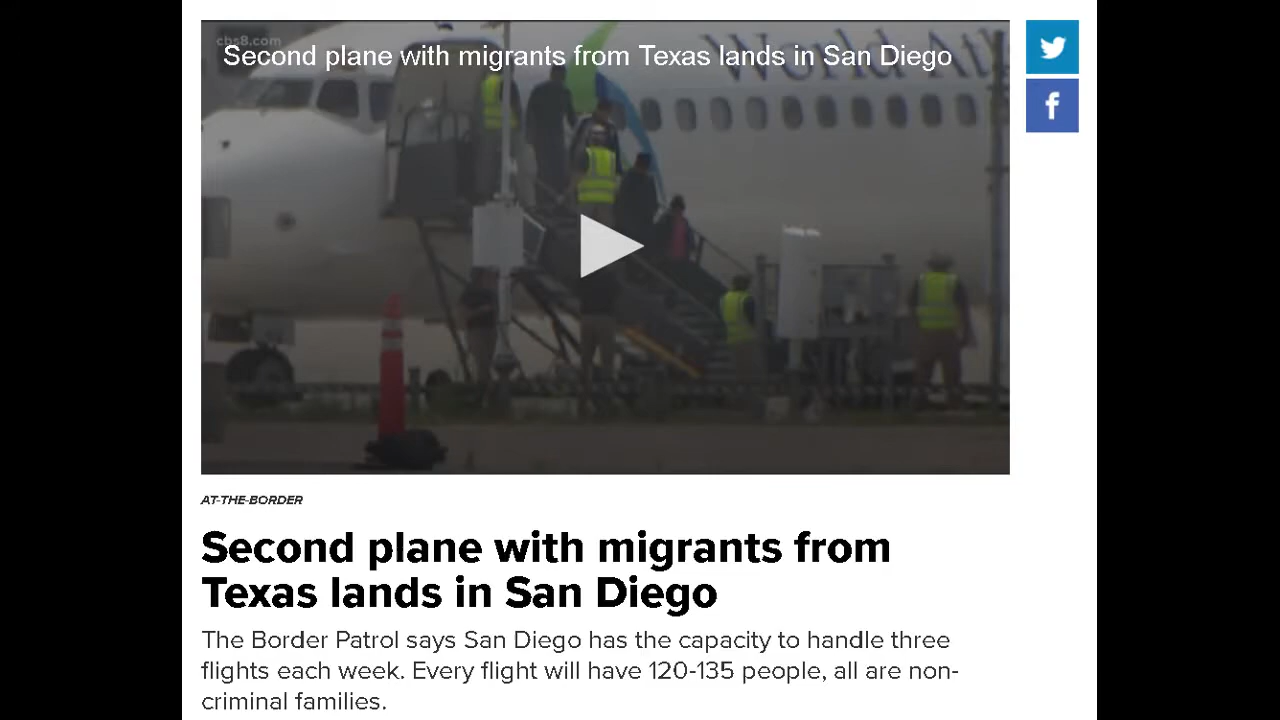 cbs8.com
Second plane with migrants from Texas lands in San Diego
World Atl
f
AT-THE-BORDER
Second plane with migrants from
Texas lands in San Diego
The Border Patrol says San Diego has the capacity to handle three
flights each week. Every flight will have 120-135 people, all are non-
criminal families.